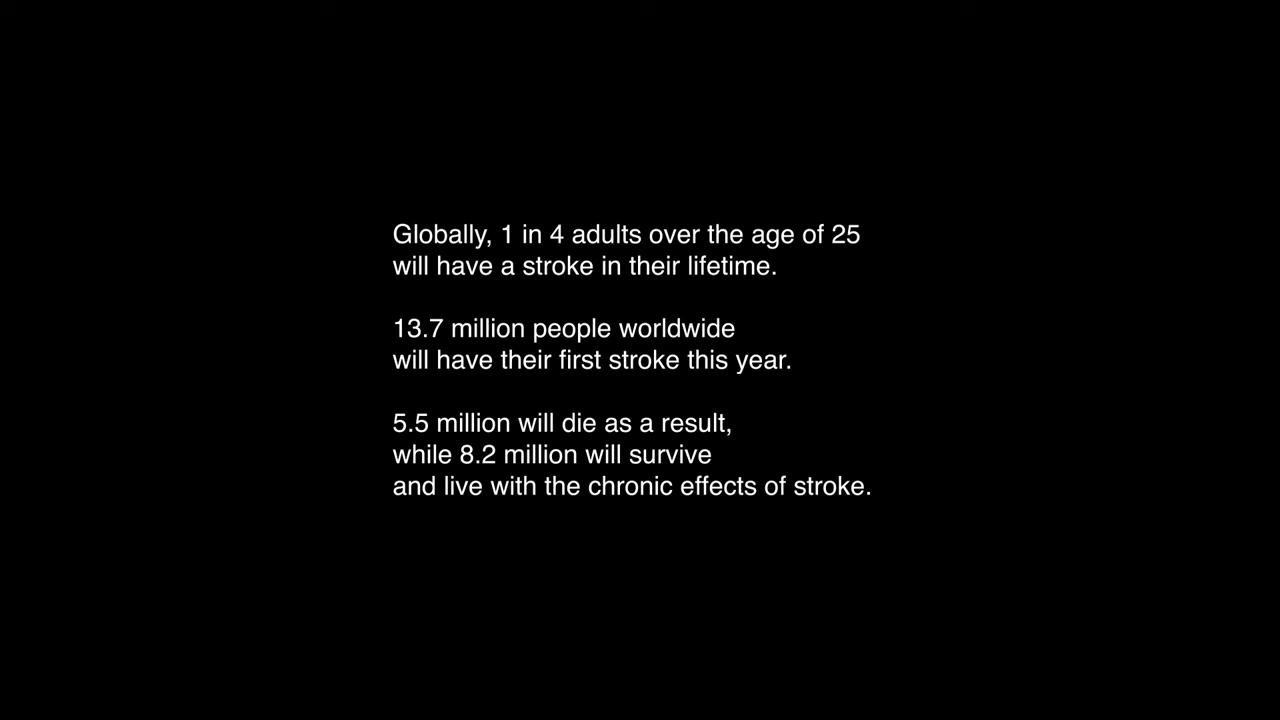 Globally, 1 in 4 adults over the age of 25
will have a stroke in their lifetime.
13.7 million people worldwide
will have their first stroke this year.
5.5 million will die as a result,
while 8.2 million will survive
and live with the chronic effects of stroke.